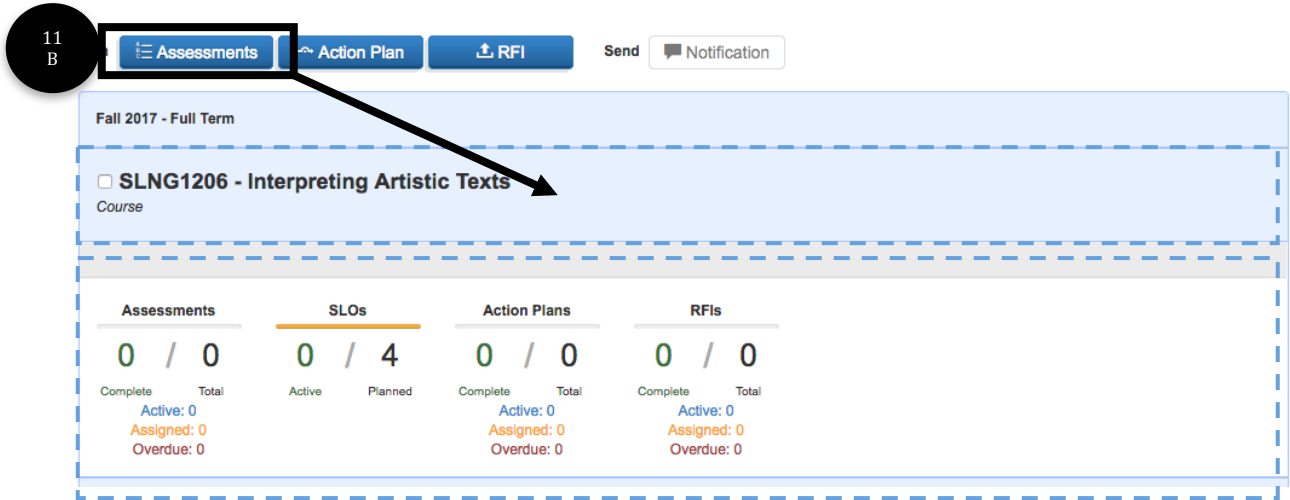 11
B
Assessments Action Plan RFI Send Notification
Fall 2017 - Full Term
SLNG1206 - Interpreting Artistic Texts
Course
Assessments SLOs Action Plans RFIs
0 / 0 0 / 4 0 / 0 0 / 0
Complete Total Active Planned Complete Total Complete Total
Active: 0 Active: 0 Active: 0
Assigned: 0 Assigned: 0 Assigned: 0
Overdue: 0 Overdue: 0 Overdue: 0